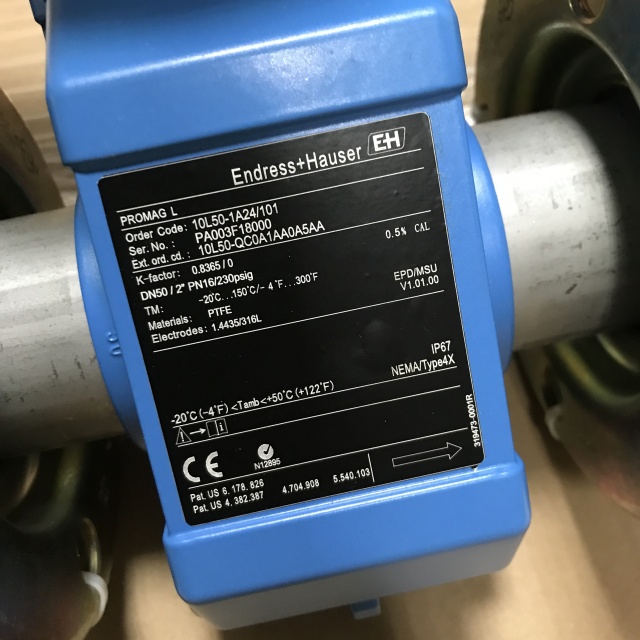 Endress+Hauser EH
PROMAG L
Order Code: 10L50-1A24/101
Ser. No.: PA003F18000
Ext. ord. cd.: 10L50-QC0A1AA0A5AA
0.5% CAL
K-factor: 0.8365/0
DN50 / 2" PN16/230psig
TM: -20°C...150°C/-4°F...300°F
EPD/MSU
Materials: PTFE
V1.01.00
Electrodes: 1.4435/316L
IP67
NEMA/Type4X
-20°C (-4°F) <Tamb<+50°C (+122°F)
i
CE
N12895
319473-0001R
Pat. US 6.178.826 4.704.908 5.540.103
Pat. US 4.382.387